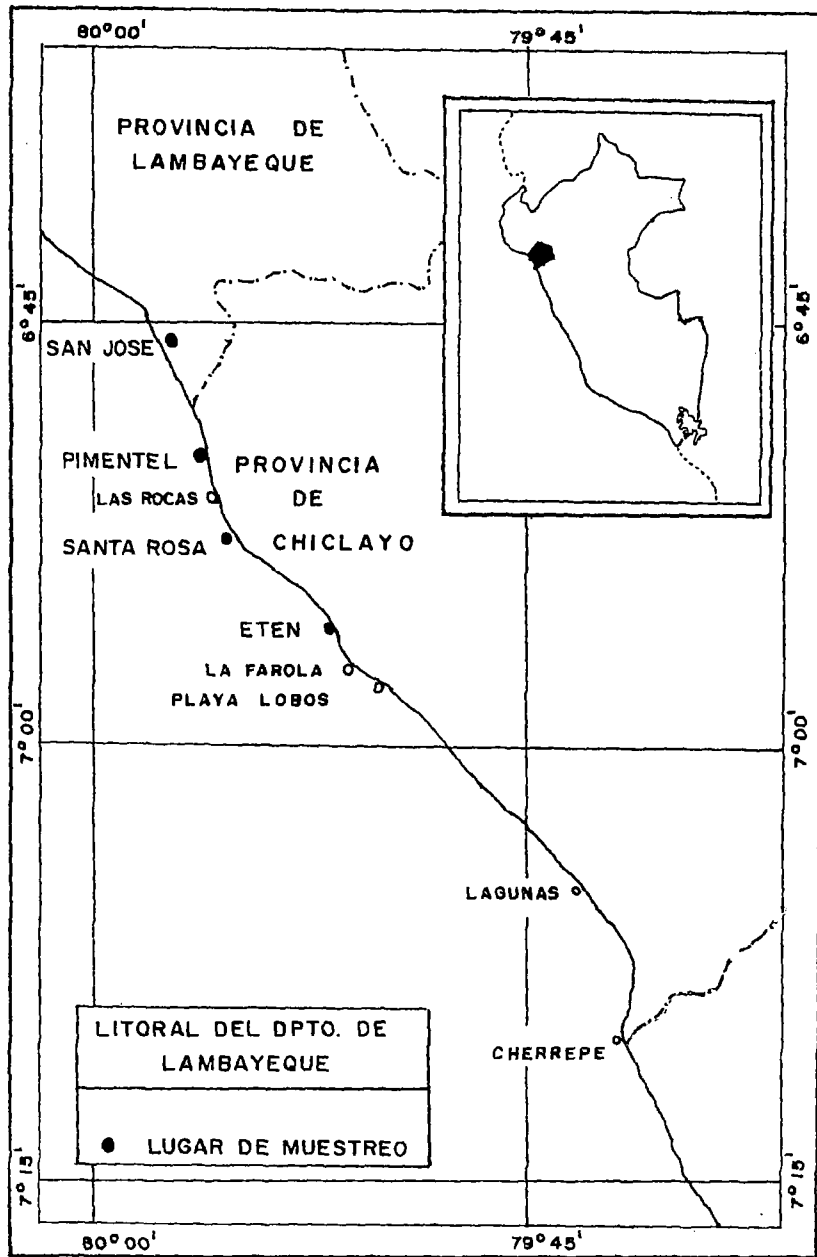 80°00'
79°45'
PROVINCIA DE
LAMBAYEQUE
6°45'
6°45'
SAN JOSE
PIMENTEL
PROVINCIA
DE
CHICLAYO
LAS ROCAS
SANTA ROSA
ETEN
LA FAROLA
PLAYA LOBOS
7°00'
7°00'
LAGUNAS
CHERREPE
LITORAL DEL DPTO. DE
LAMBAYEQUE
LUGAR DE MUESTREO
7°15'
7°15'
80°00'
79°45'